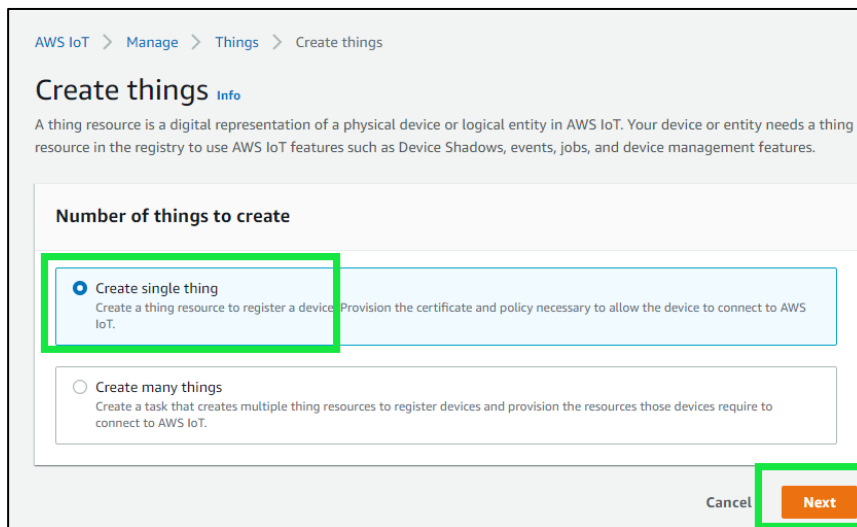 AWS IoT > Manage > Things > Create things
Create things Info
A thing resource is a digital representation of a physical device or logical entity in AWS IoT. Your device or entity needs a thing
resource in the registry to use AWS IoT features such as Device Shadows, events, jobs, and device management features.
Number of things to create
Create single thing
Create a thing resource to register a device. Provision the certificate and policy necessary to allow the device to connect to AWS
IoT.
Create many things
Create a task that creates multiple thing resources to register devices and provision the resources those devices require to
connect to AWS IoT.
Cancel Next